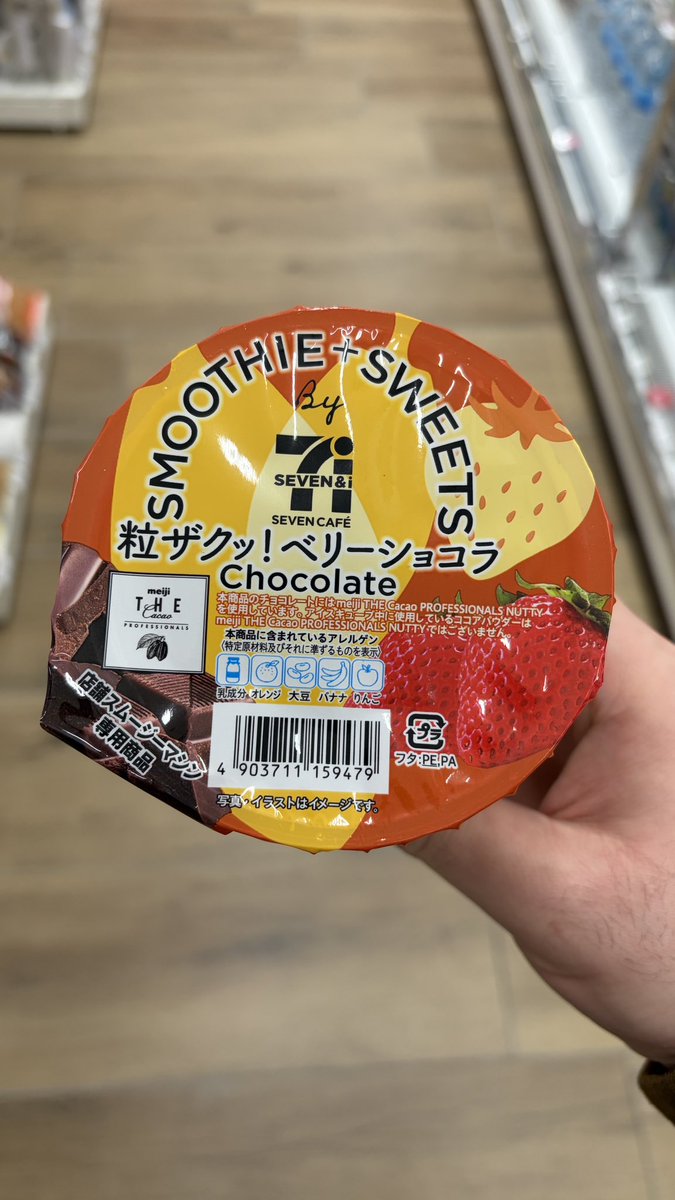 SMOOTHIE+SWEETS
By
SEVEN&i
SEVEN CAFÉ
粒ザクッ!ベリーショコラ
Chocolate
meiji
THE
Cacao
PROFESSIONALS
本商品のチョコレートにはmeiji THE Cacao PROFESSIONALS NUTTY
を使用しています。アイスキューブ中に使用しているココアパウダーは
meiji THE Cacao PROFESSIONALS NUTTYではございません。
本商品に含まれているアレルゲン
(特定原材料及びそれに準ずるものを表示)
乳成分 オレンジ 大豆 バナナ りんご
店舗スムージーマシン
専用商品
プラ
フタ:PE,PA
4 903711 159479
写真・イラストはイメージです。